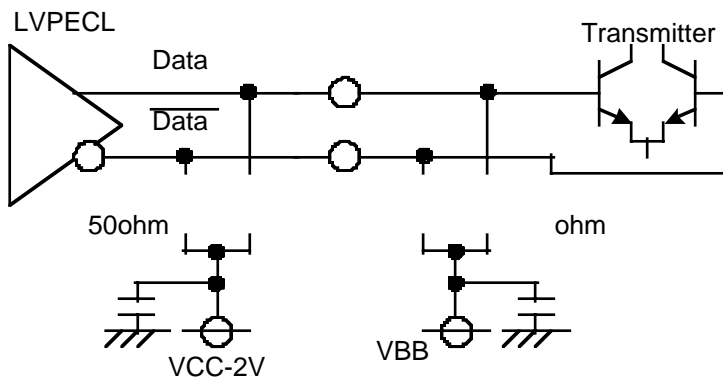 LVPECL
Transmitter
Data
Data
50ohm
ohm
VCC-2V
VBB